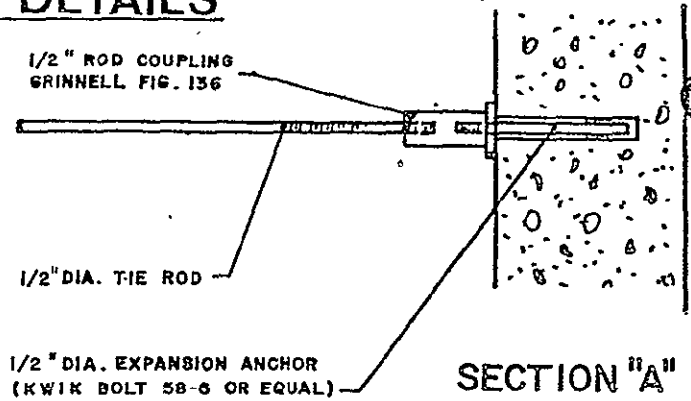 DETAILS
1/2" ROD COUPLING
GRINNELL FIG. 136
1/2" DIA. TIE ROD
1/2" DIA. EXPANSION ANCHOR
(KWIK BOLT 58-6 OR EQUAL)
SECTION "A"